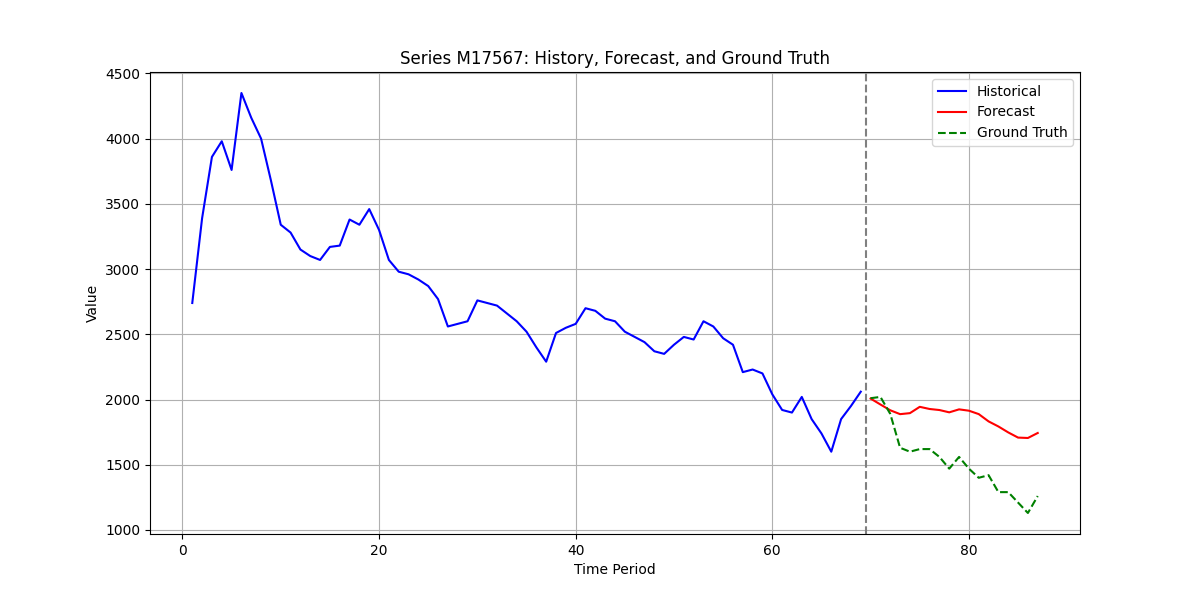 Series M17567: History, Forecast, and Ground Truth
4500
4000
3500
3000
2500
2000
1500
1000
Value
0
20
40
60
80
Time Period
Historical
Forecast
Ground Truth